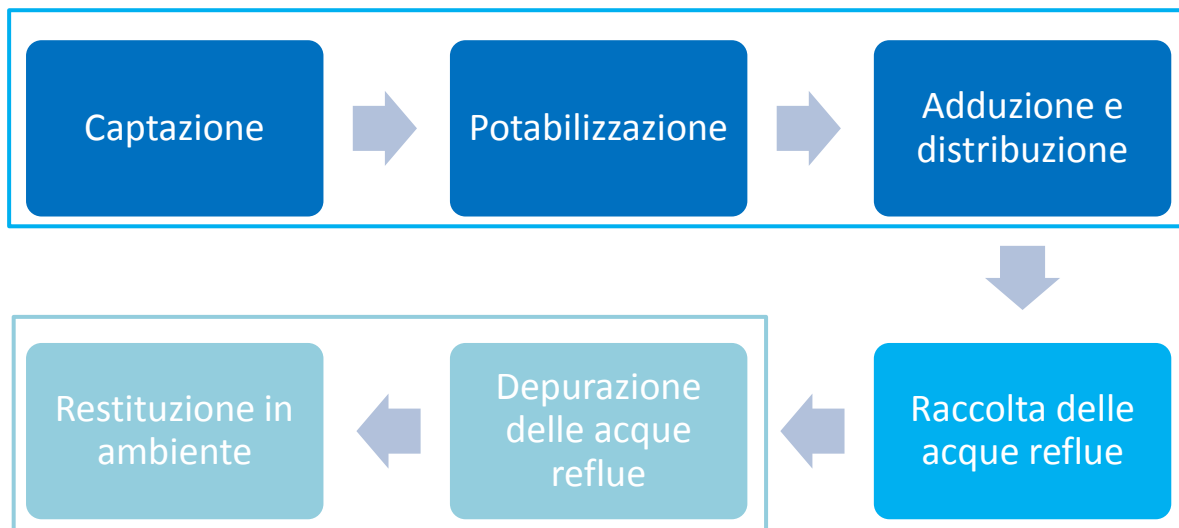 Captazione
Potabilizzazione
Adduzione e
distribuzione
Restituzione in
ambiente
Depurazione
delle acque
reflue
Raccolta delle
acque reflue